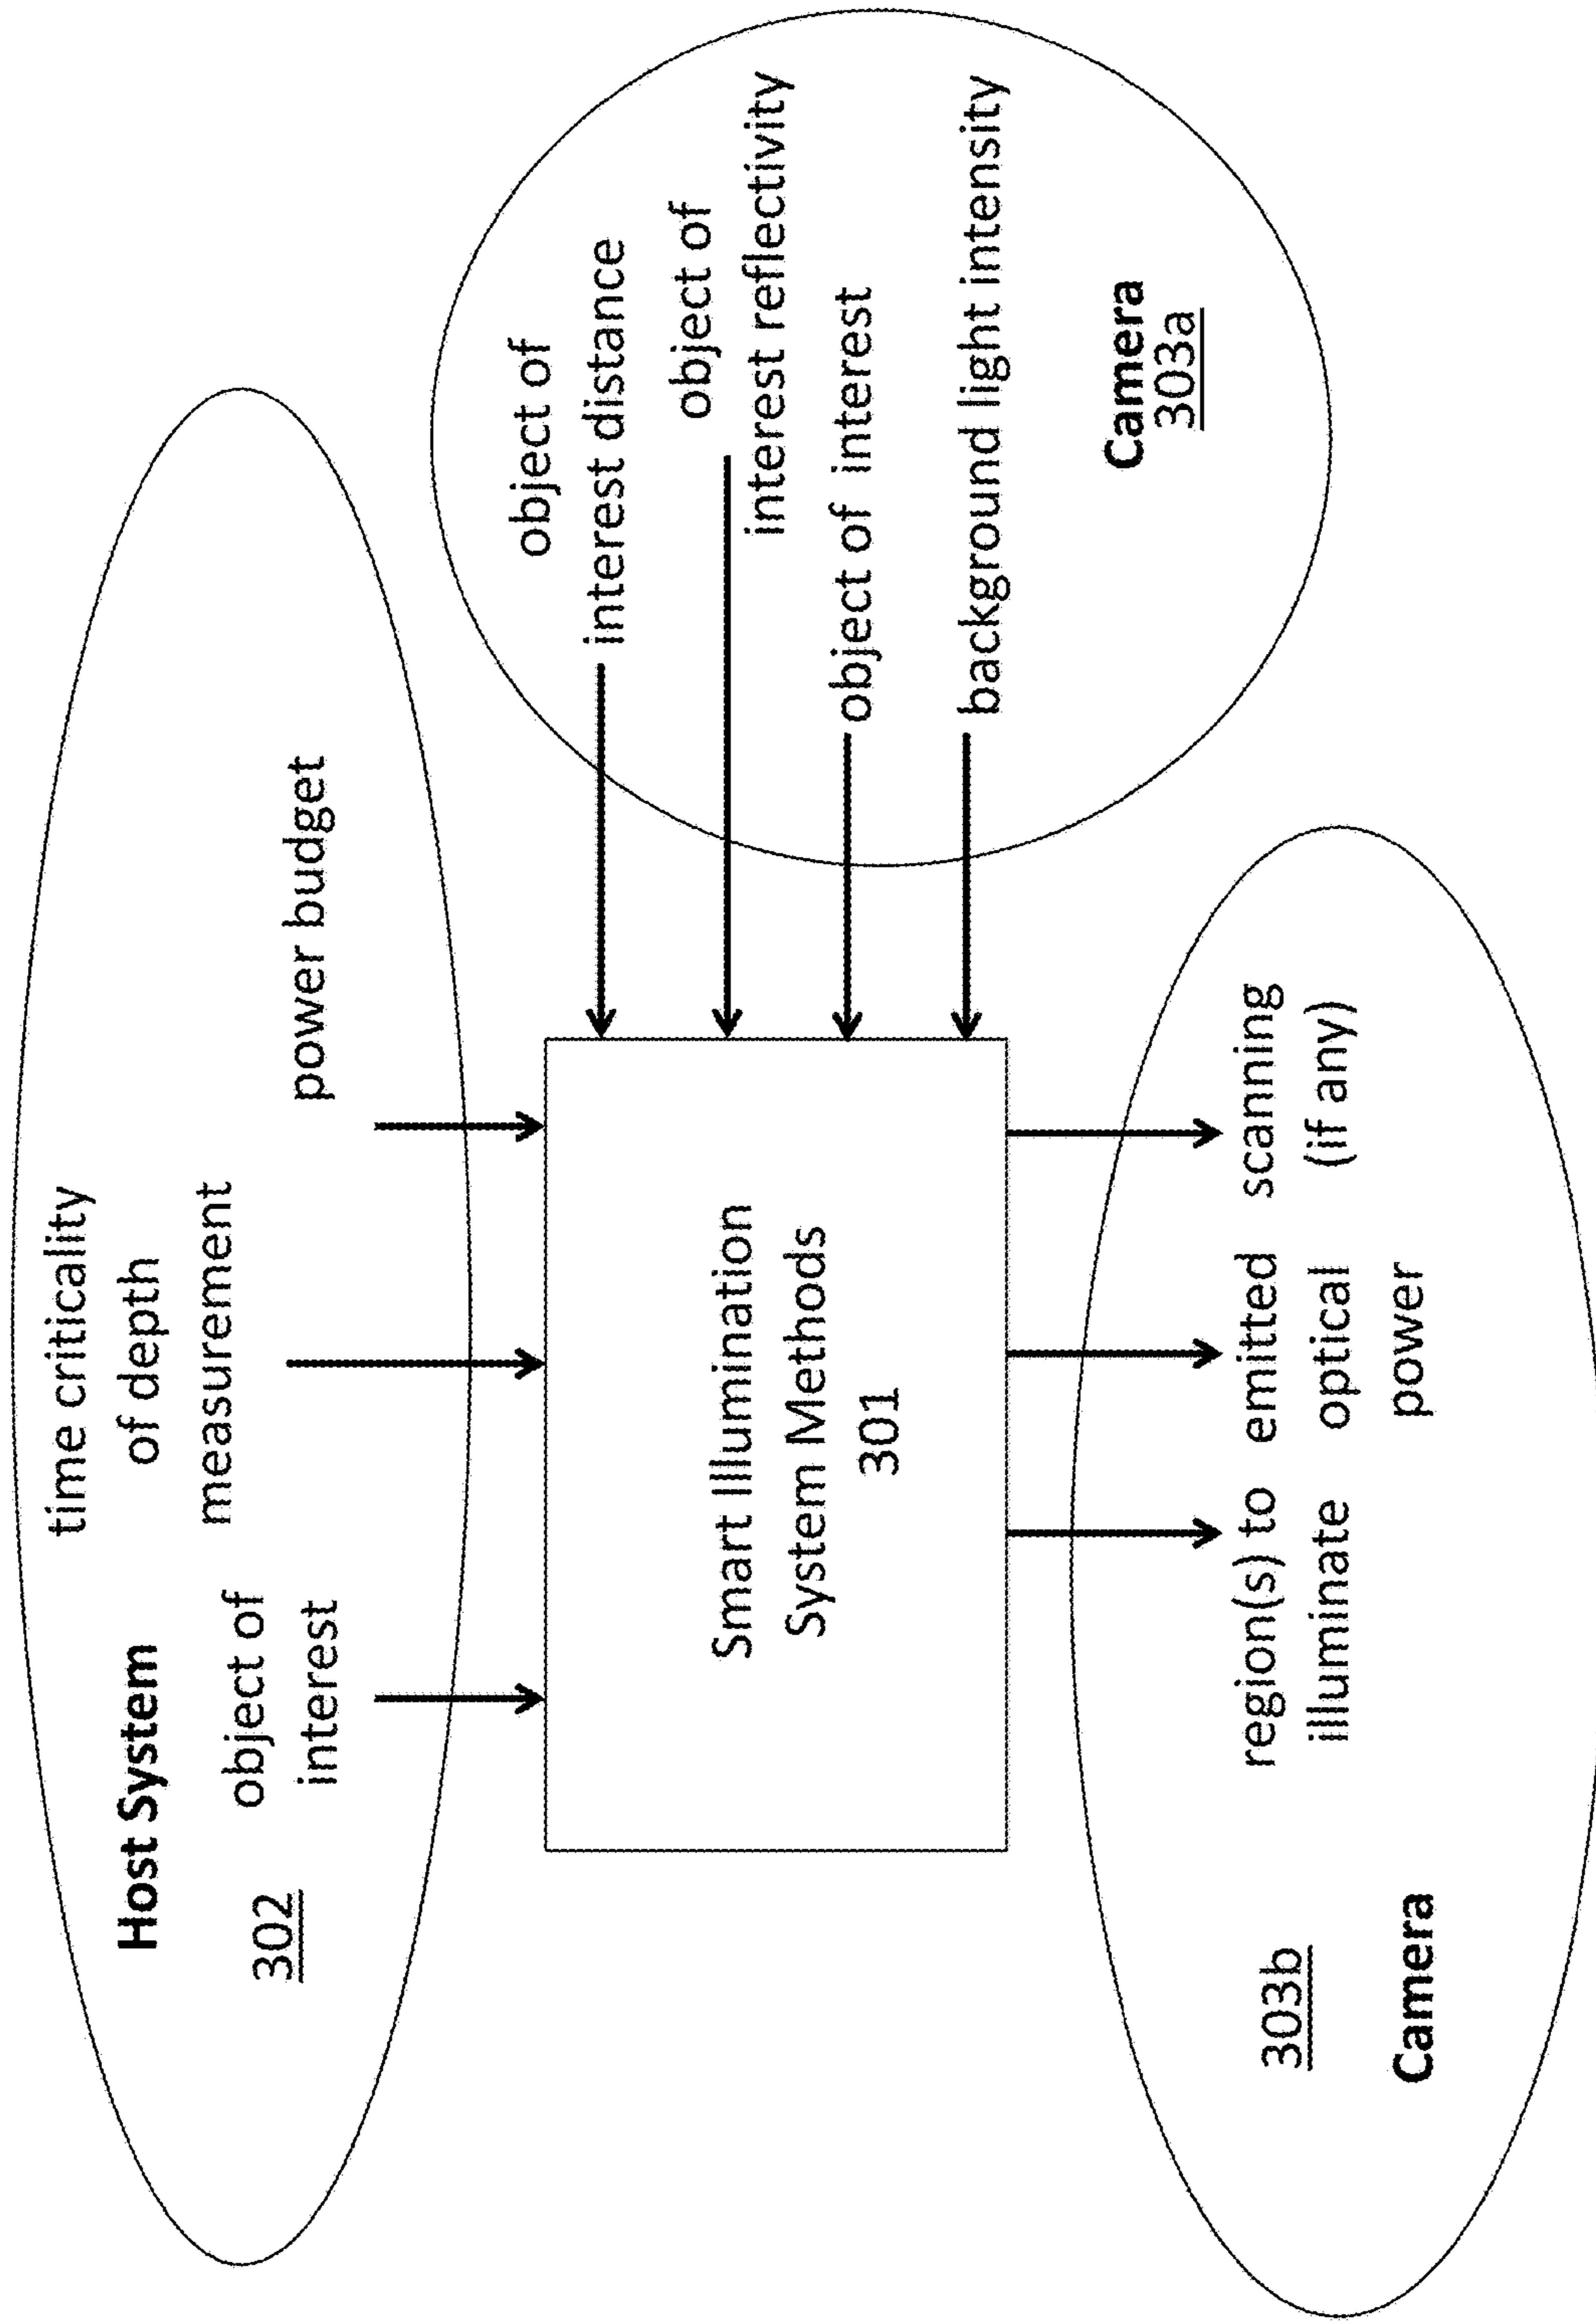 Host System
302
object of
interest
time criticality
of depth
measurement
power budget
Smart Illumination
System Methods
301
object of
interest distance
object of
interest reflectivity
object of interest
background light intensity
Camera
303a
303b
Camera
region(s) to
illuminate
emitted
optical
power
scanning
(if any)